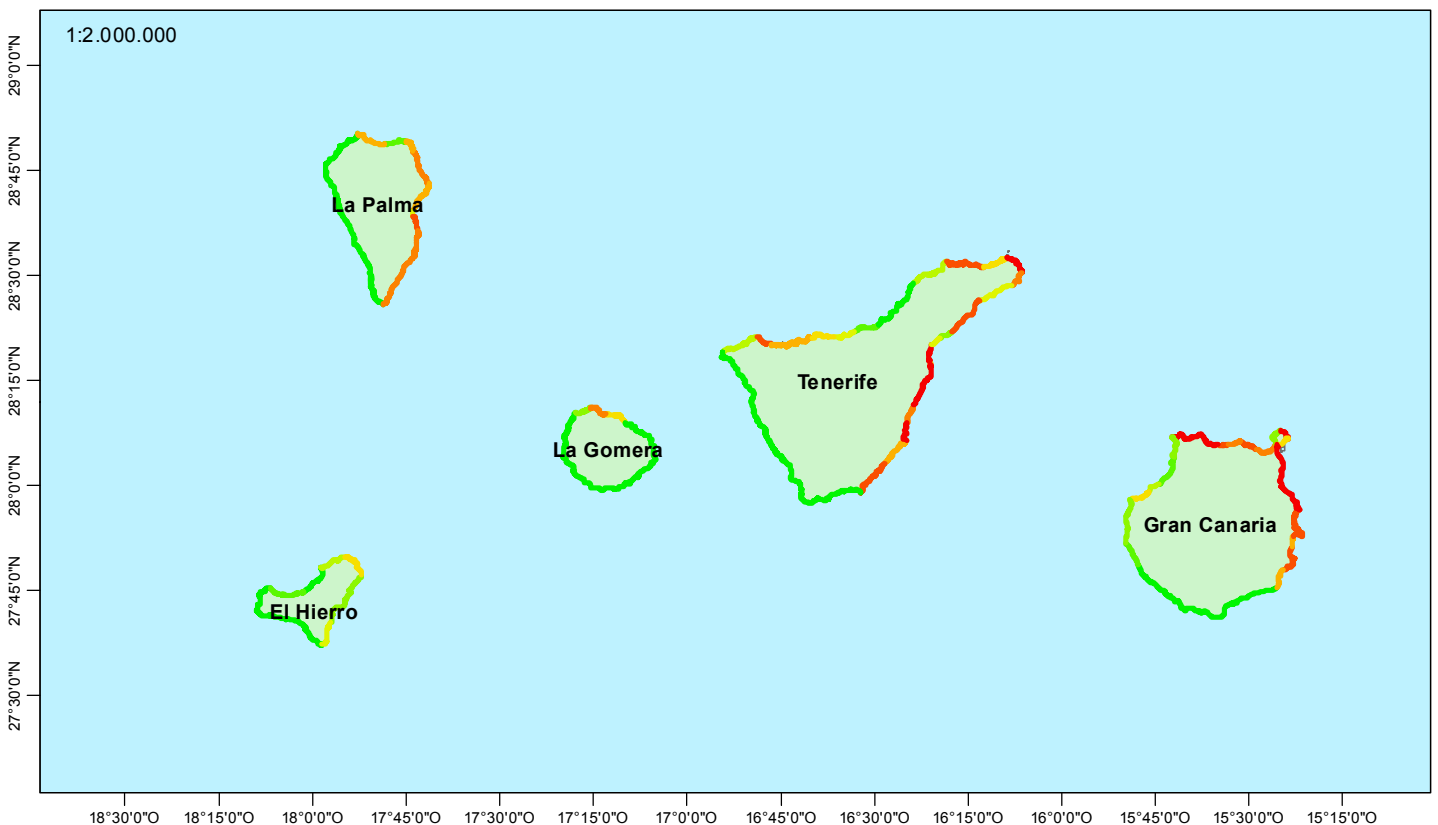 1:2.000.000
29°0'0"N
28°45'0"N
28°30'0"N
28°15'0"N
28°0'0"N
27°45'0"N
27°30'0"N
La Palma
Tenerife
La Gomera
Gran Canaria
El Hierro
18°30'0"O
18°15'0"O
18°0'0"O
17°45'0"O
17°30'0"O
17°15'0"O
17°0'0"O
16°45'0"O
16°30'0"O
16°15'0"O
16°0'0"O
15°45'0"O
15°30'0"O
15°15'0"O